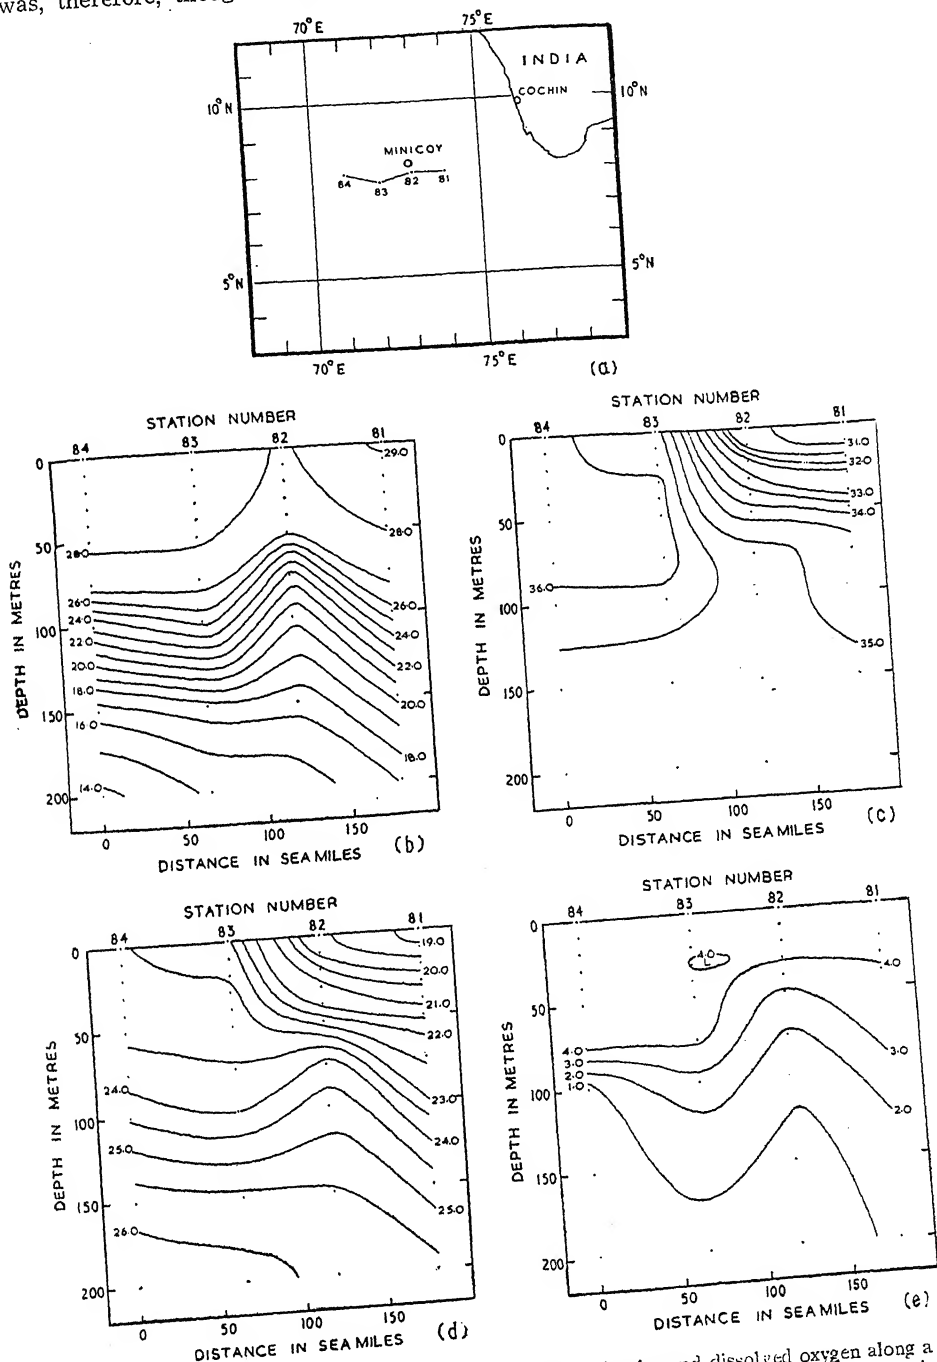 was, therefore,
70°E 75°E
INDIA
COCHIN
10°N 10°N
MINICOY
84 83 82 81
5°N 5°N
70°E 75°E
(a)
STATION NUMBER
84 83 82 81
0
50
100
150
200
DEPTH IN METRES
29.0
28.0 28.0
26.0 26.0
24.0 24.0
22.0 22.0
20.0 20.0
18.0 18.0
16.0
14.0
0 50 100 150
DISTANCE IN SEAMILES
(b)
STATION NUMBER
84 83 82 81
0
50
100
150
200
DEPTH IN METRES
31.0
32.0
33.0
34.0
36.0
35.0
0 50 100 150
DISTANCE IN SEAMILES
(c)
STATION NUMBER
84 83 82 81
0
50
100
150
200
DEPTH IN METRES
19.0
20.0
21.0
22.0
23.0
24.0 24.0
25.0 25.0
26.0
0 50 100 150
DISTANCE IN SEAMILES
(d)
STATION NUMBER
84 83 82 81
0
50
100
150
200
DEPTH IN METRES
4.0
L
4.0 4.0
3.0 3.0
2.0 2.0
1.0
0 50 100 150
DISTANCE IN SEAMILES
(e)
dissolved oxygen along a